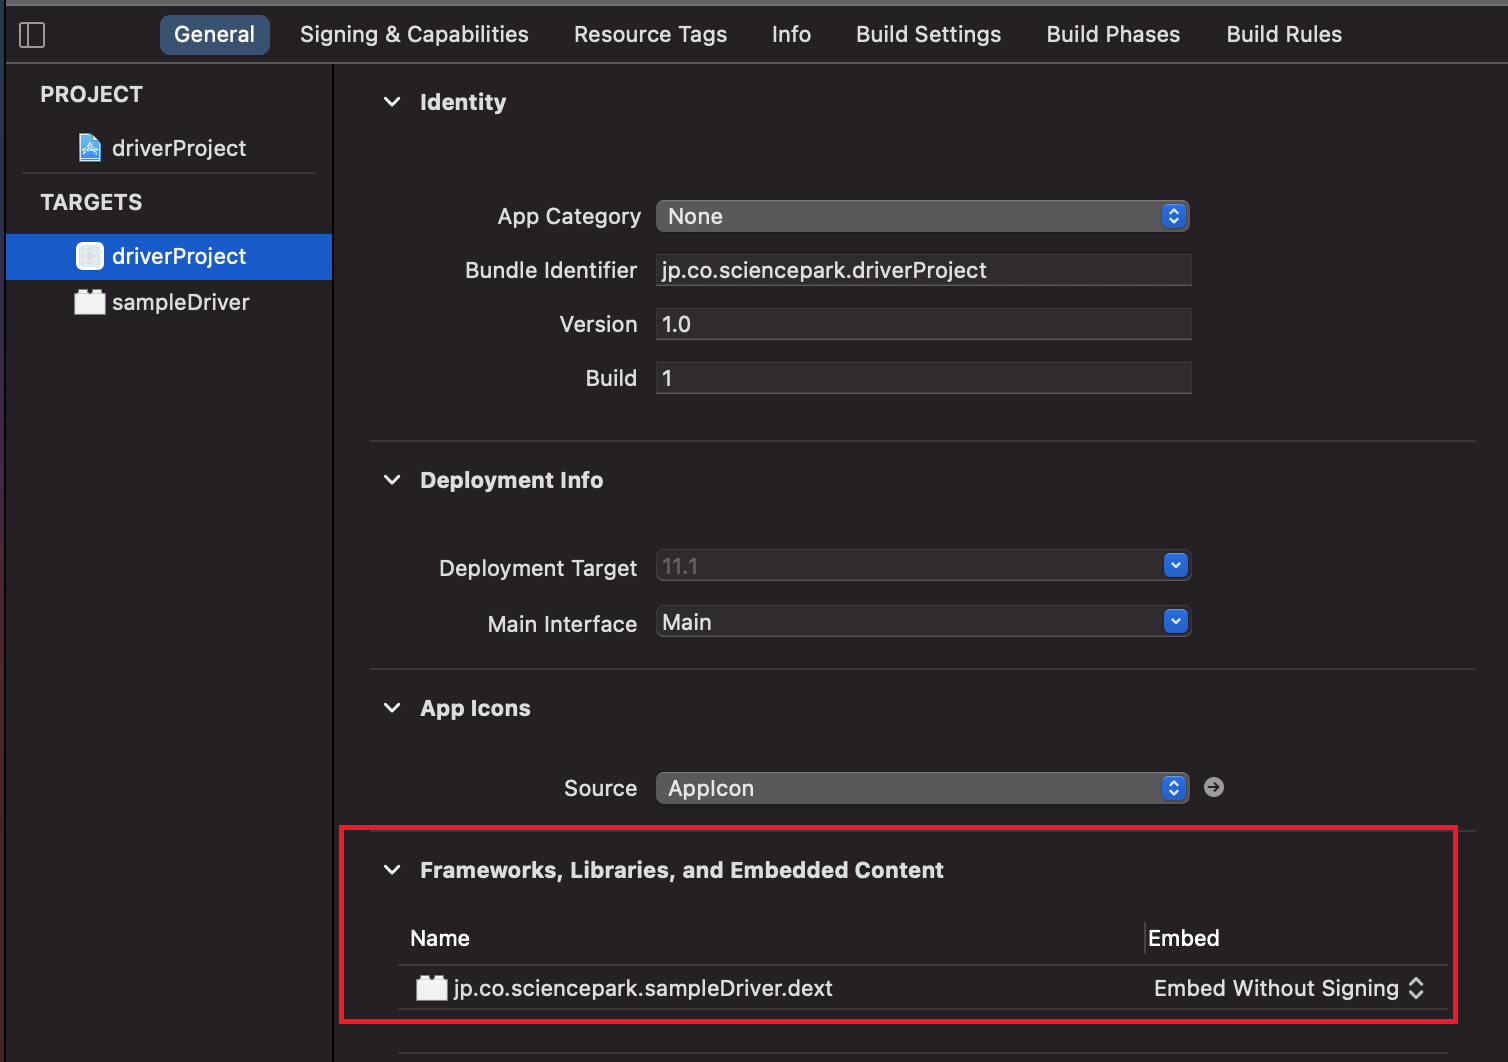 General Signing & Capabilities Resource Tags Info Build Settings Build Phases Build Rules
PROJECT
driverProject
TARGETS
driverProject
sampleDriver
Identity
App Category None
Bundle Identifier jp.co.sciencepark.driverProject
Version 1.0
Build 1
Deployment Info
Deployment Target 11.1
Main Interface Main
App Icons
Source AppIcon
Frameworks, Libraries, and Embedded Content
Name Embed
jp.co.sciencepark.sampleDriver.dext Embed Without Signing